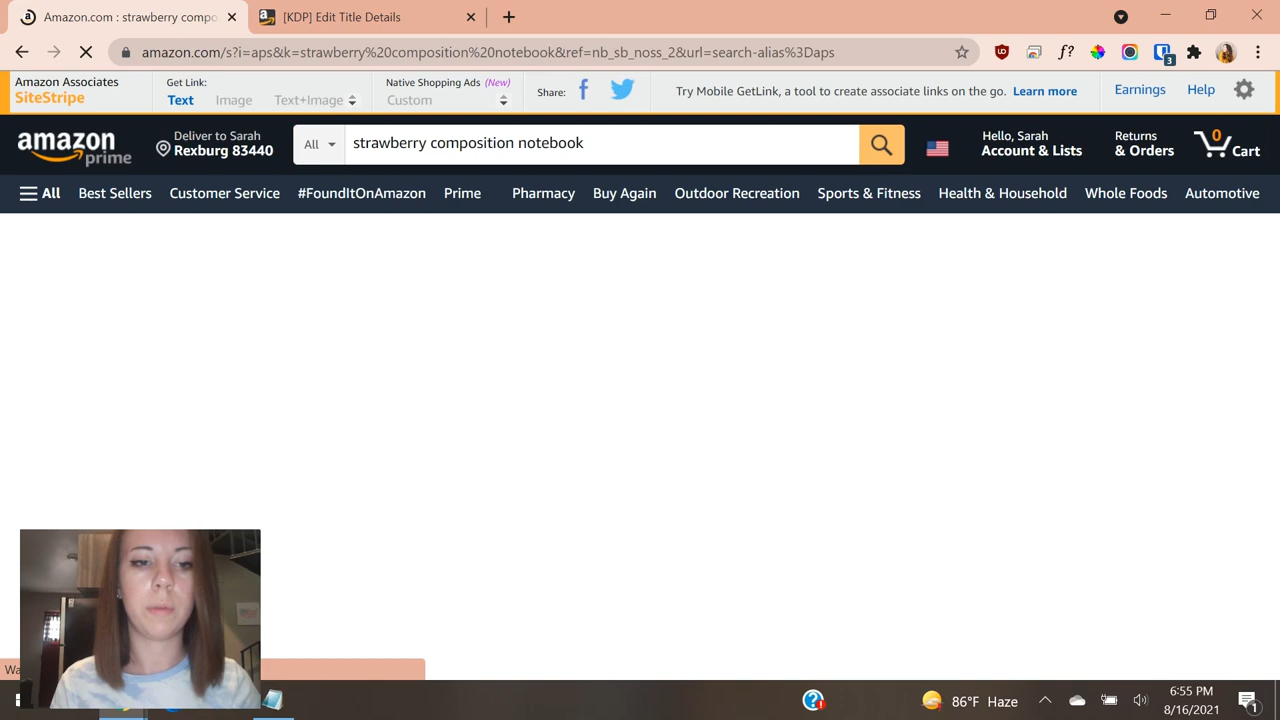 Amazon.com : strawberry compo
[KDP] Edit Title Details
amazon.com/s?i=aps&k=strawberry%20composition%20notebook&ref=nb_sb_noss_2&url=search-alias%3Daps
3
Amazon Associates
SiteStripe
Get Link:
Text Image Text+Image
Native Shopping Ads (New)
Custom
Share:
Try Mobile GetLink, a tool to create associate links on the go. Learn more
Earnings Help
amazon
prime
Deliver to Sarah
Rexburg 83440
All
strawberry composition notebook
Hello, Sarah
Account & Lists
Returns
& Orders
0
Cart
All Best Sellers Customer Service #FoundItOnAmazon Prime Pharmacy Buy Again Outdoor Recreation Sports & Fitness Health & Household Whole Foods Automotive
Wa
86°F Haze
6:55 PM
8/16/2021
1